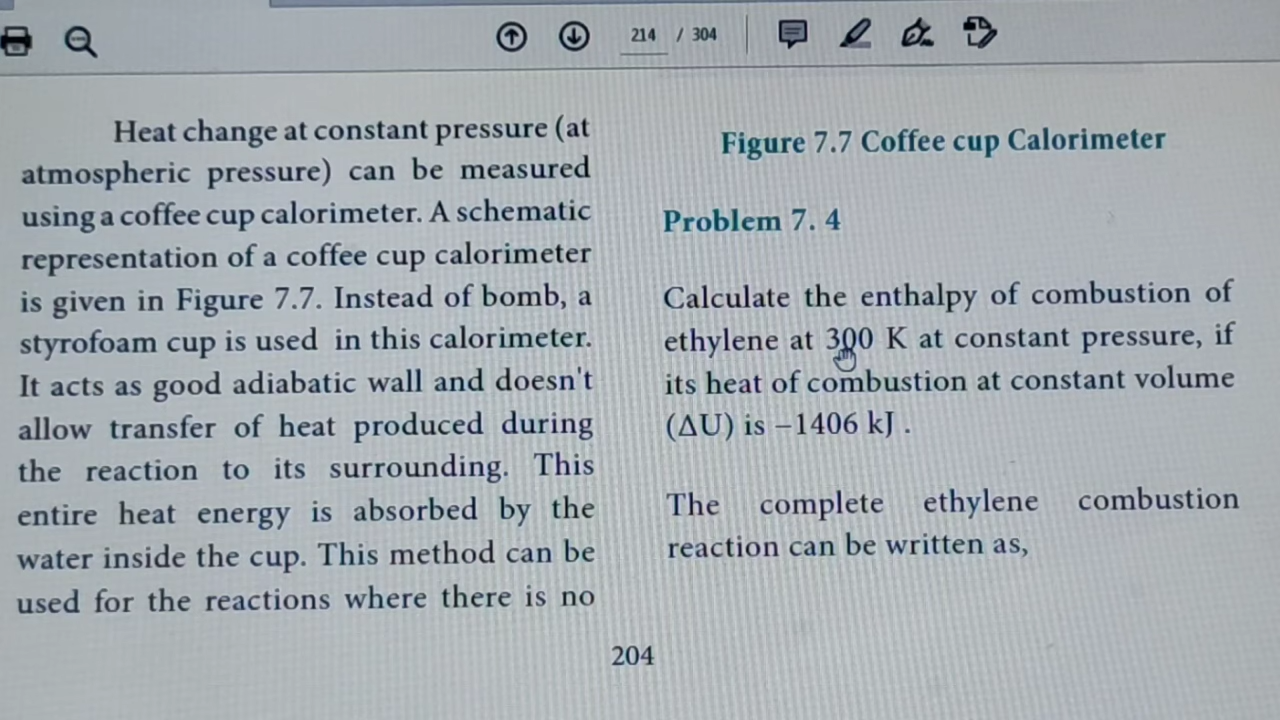 214 / 304
Heat change at constant pressure (at
atmospheric pressure) can be measured
using a coffee cup calorimeter. A schematic
representation of a coffee cup calorimeter
is given in Figure 7.7. Instead of bomb, a
styrofoam cup is used in this calorimeter.
It acts as good adiabatic wall and doesn't
allow transfer of heat produced during
the reaction to its surrounding. This
entire heat energy is absorbed by the
water inside the cup. This method can be
used for the reactions where there is no
Figure 7.7 Coffee cup Calorimeter
Problem 7. 4
Calculate the enthalpy of combustion of
ethylene at 300 K at constant pressure, if
its heat of combustion at constant volume
(ΔU) is −1406 kJ .
The complete ethylene combustion
reaction can be written as,
204